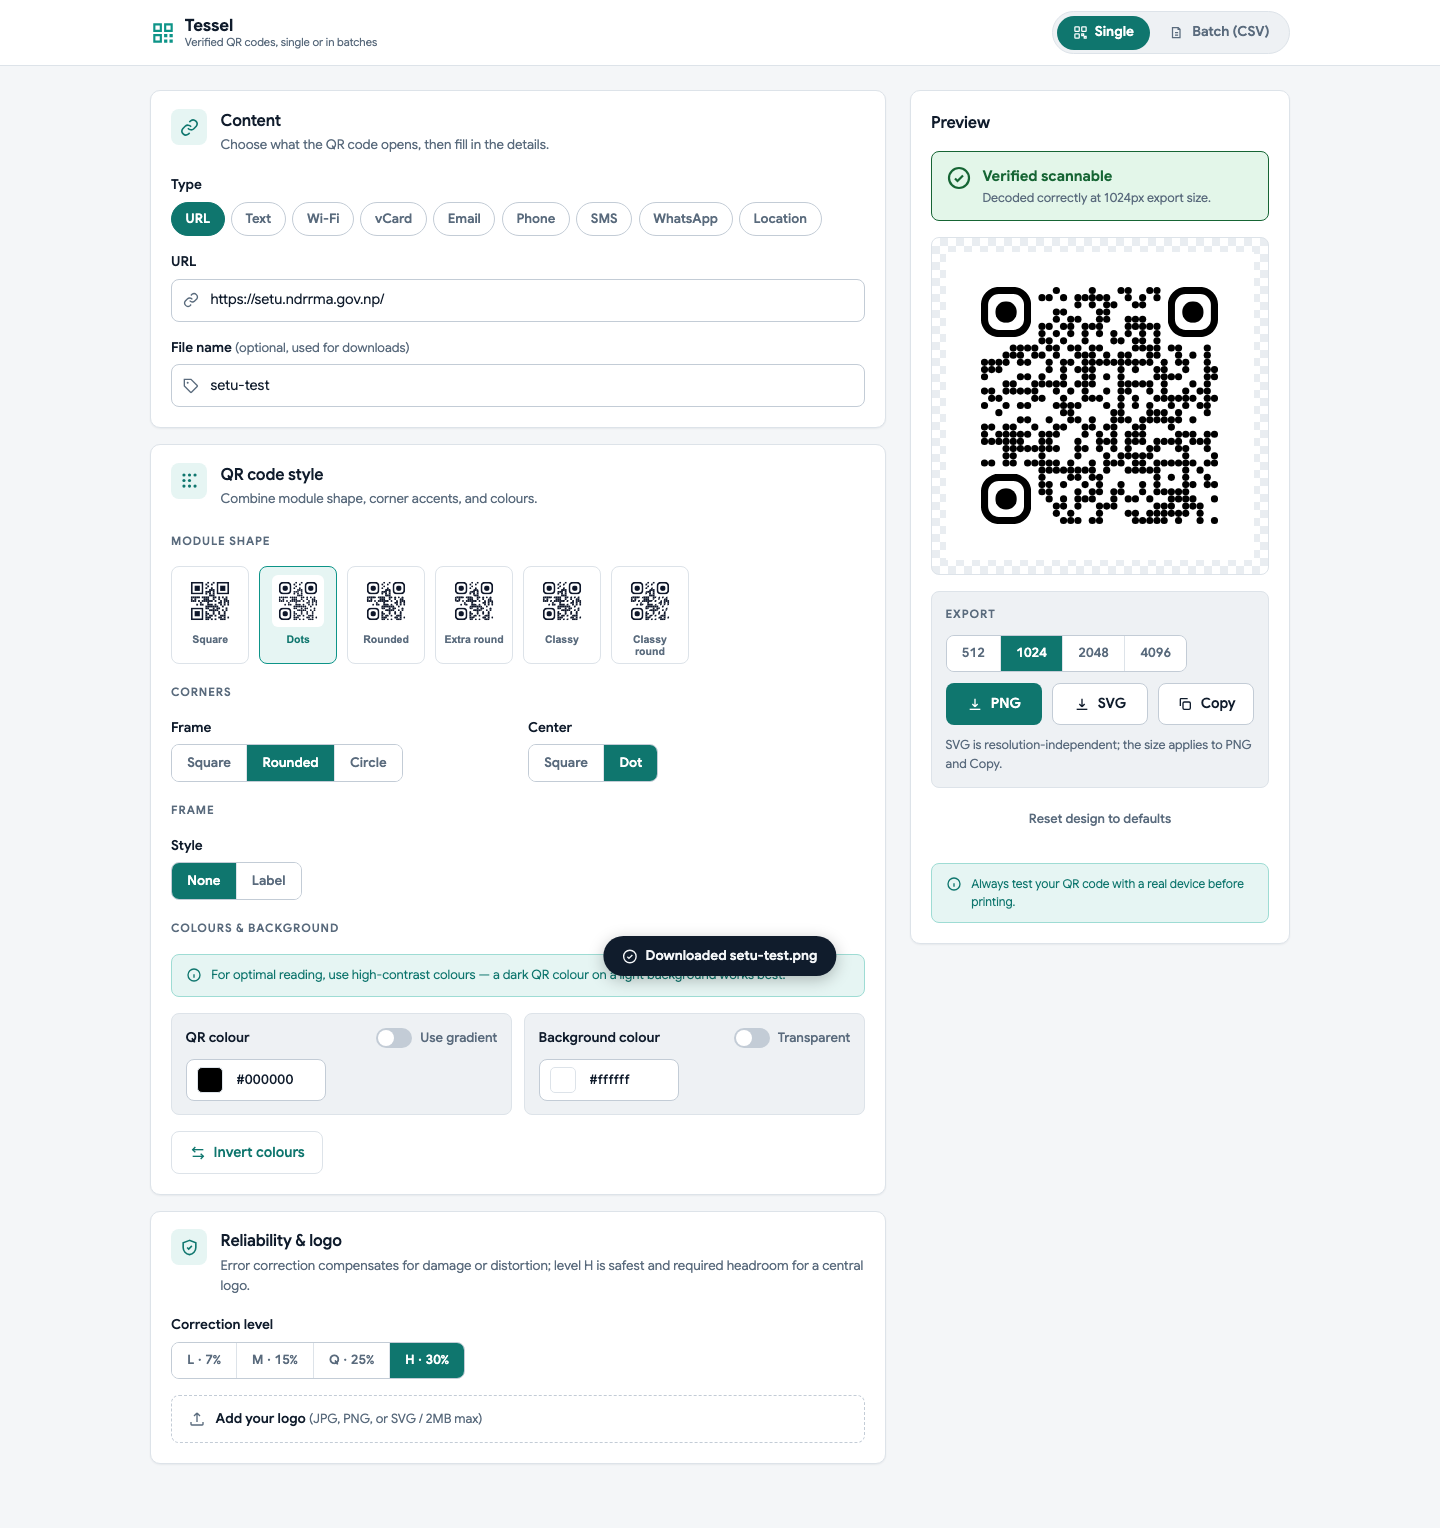 Tessel
Verified QR codes, single or in batches
Single
Batch (CSV)
Content
Choose what the QR code opens, then fill in the details.
Type
URL
Text
Wi-Fi
vCard
Email
Phone
SMS
WhatsApp
Location
URL
https://setu.ndrrma.gov.np/
File name (optional, used for downloads)
setu-test
QR code style
Combine module shape, corner accents, and colours.
MODULE SHAPE
Square
Dots
Rounded
Extra round
Classy
Classy
round
CORNERS
Frame
Center
Square
Rounded
Circle
Square
Dot
FRAME
Style
None
Label
COLOURS & BACKGROUND
Downloaded setu-test.png
For optimal reading, use high-contrast colours — a dark QR colour on a light background works best.
QR colour
Use gradient
#000000
Background colour
Transparent
#ffffff
Invert colours
Reliability & logo
Error correction compensates for damage or distortion; level H is safest and required headroom for a central
logo.
Correction level
L · 7%
M · 15%
Q · 25%
H · 30%
Add your logo (JPG, PNG, or SVG / 2MB max)
Preview
Verified scannable
Decoded correctly at 1024px export size.
EXPORT
512
1024
2048
4096
PNG
SVG
Copy
SVG is resolution-independent; the size applies to PNG
and Copy.
Reset design to defaults
Always test your QR code with a real device before
printing.